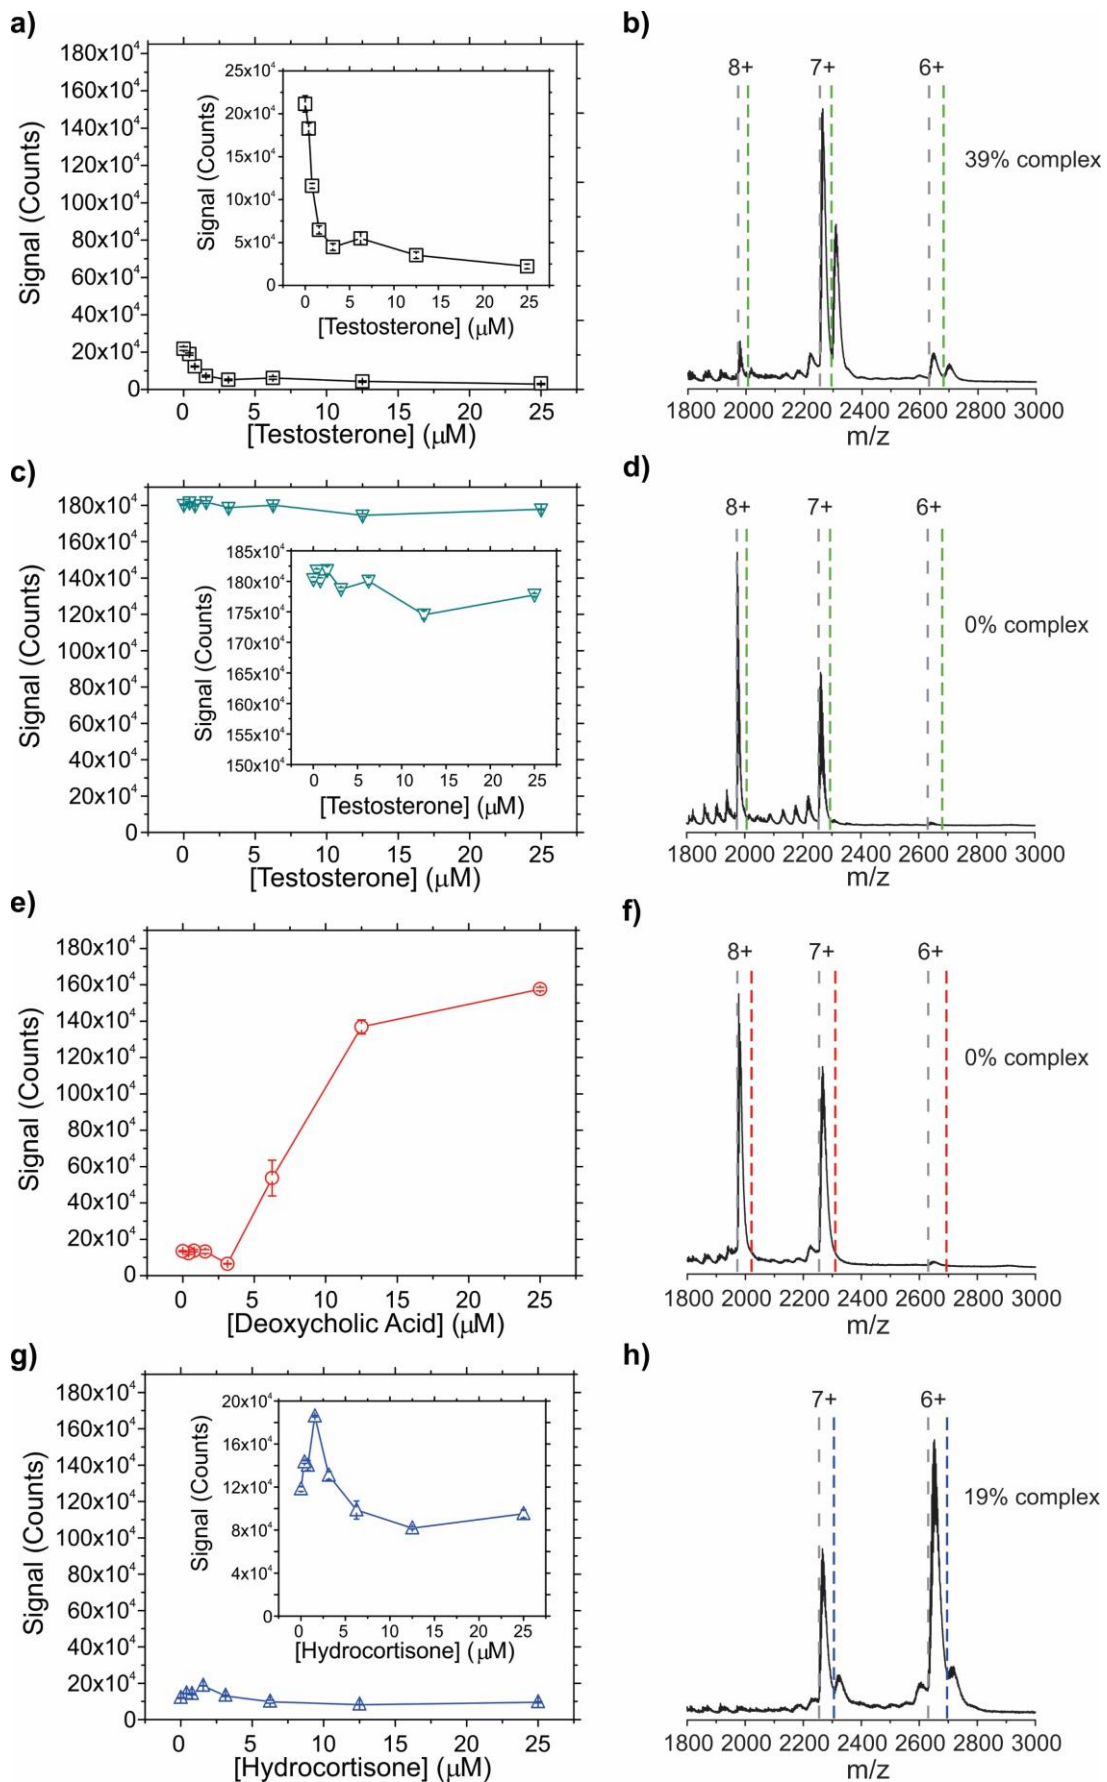 a)
180x10⁴
160x10⁴
140x10⁴
120x10⁴
100x10⁴
80x10⁴
60x10⁴
40x10⁴
20x10⁴
0
Signal (Counts)
0 5 10 15 20 25
[Testosterone] (μM)
25x10⁴
20x10⁴
15x10⁴
10x10⁴
5x10⁴
0
Signal (Counts)
0 5 10 15 20 25
[Testosterone] (μM)
b)
8+ 7+ 6+
39% complex
1800 2000 2200 2400 2600 2800 3000
m/z
c)
180x10⁴
160x10⁴
140x10⁴
120x10⁴
100x10⁴
80x10⁴
60x10⁴
40x10⁴
20x10⁴
0
Signal (Counts)
0 5 10 15 20 25
[Testosterone] (μM)
185x10⁴
180x10⁴
175x10⁴
170x10⁴
165x10⁴
160x10⁴
155x10⁴
150x10⁴
Signal (Counts)
0 5 10 15 20 25
[Testosterone] (μM)
d)
8+ 7+ 6+
0% complex
1800 2000 2200 2400 2600 2800 3000
m/z
e)
180x10⁴
160x10⁴
140x10⁴
120x10⁴
100x10⁴
80x10⁴
60x10⁴
40x10⁴
20x10⁴
0
Signal (Counts)
0 5 10 15 20 25
[Deoxycholic Acid] (μM)
f)
8+ 7+ 6+
0% complex
1800 2000 2200 2400 2600 2800 3000
m/z
g)
180x10⁴
160x10⁴
140x10⁴
120x10⁴
100x10⁴
80x10⁴
60x10⁴
40x10⁴
20x10⁴
0
Signal (Counts)
0 5 10 15 20 25
[Hydrocortisone] (μM)
20x10⁴
16x10⁴
12x10⁴
8x10⁴
4x10⁴
0
Signal (Counts)
0 5 10 15 20 25
[Hydrocortisone] (μM)
h)
7+ 6+
19% complex
1800 2000 2200 2400 2600 2800 3000
m/z